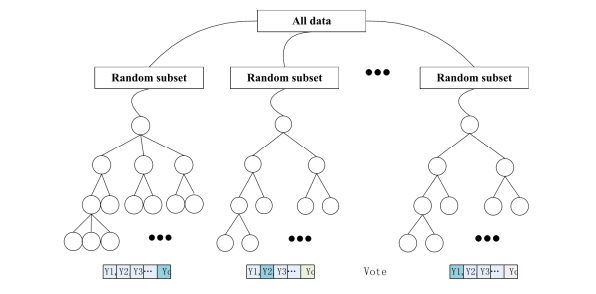 All data
Random subset Random subset ••• Random subset
••• ••• •••
Y1, Y2 Y3 ··· Yc Y1, Y2 Y3 ··· Yc Vote Y1, Y2 Y3 ··· Yc